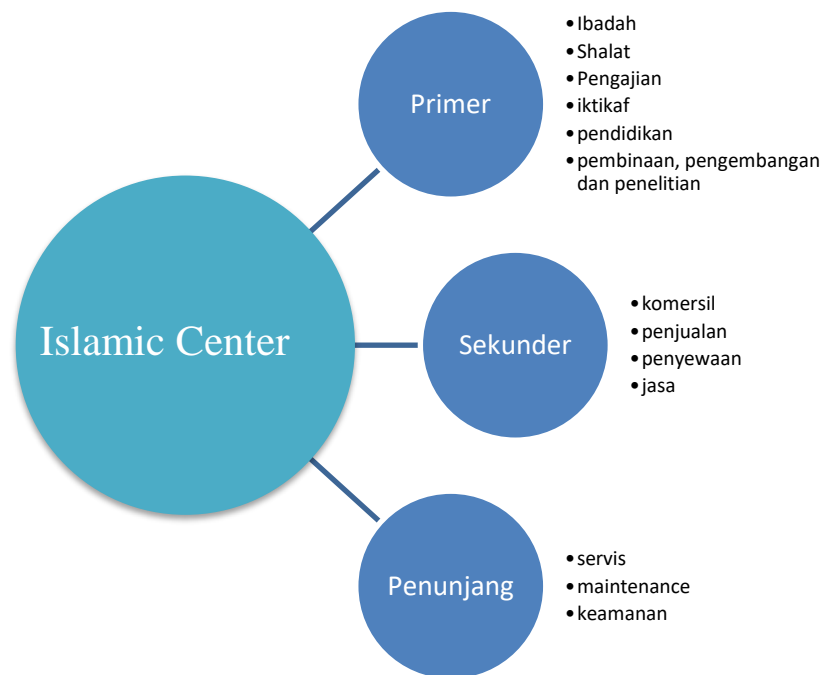 Islamic Center
Primer
•Ibadah
•Shalat
•Pengajian
•iktikaf
•pendidikan
•pembinaan, pengembangan
dan penelitian
Sekunder
•komersil
•penjualan
•penyewaan
•jasa
Penunjang
•servis
•maintenance
•keamanan